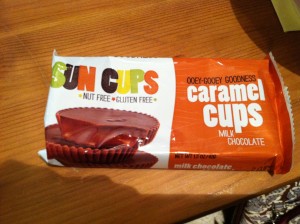 SUN CUPS
NUT FREE • GLUTEN FREE
OOEY-GOOEY GOODNESS
caramel
cups
MILK
CHOCOLATE
milk chocolate